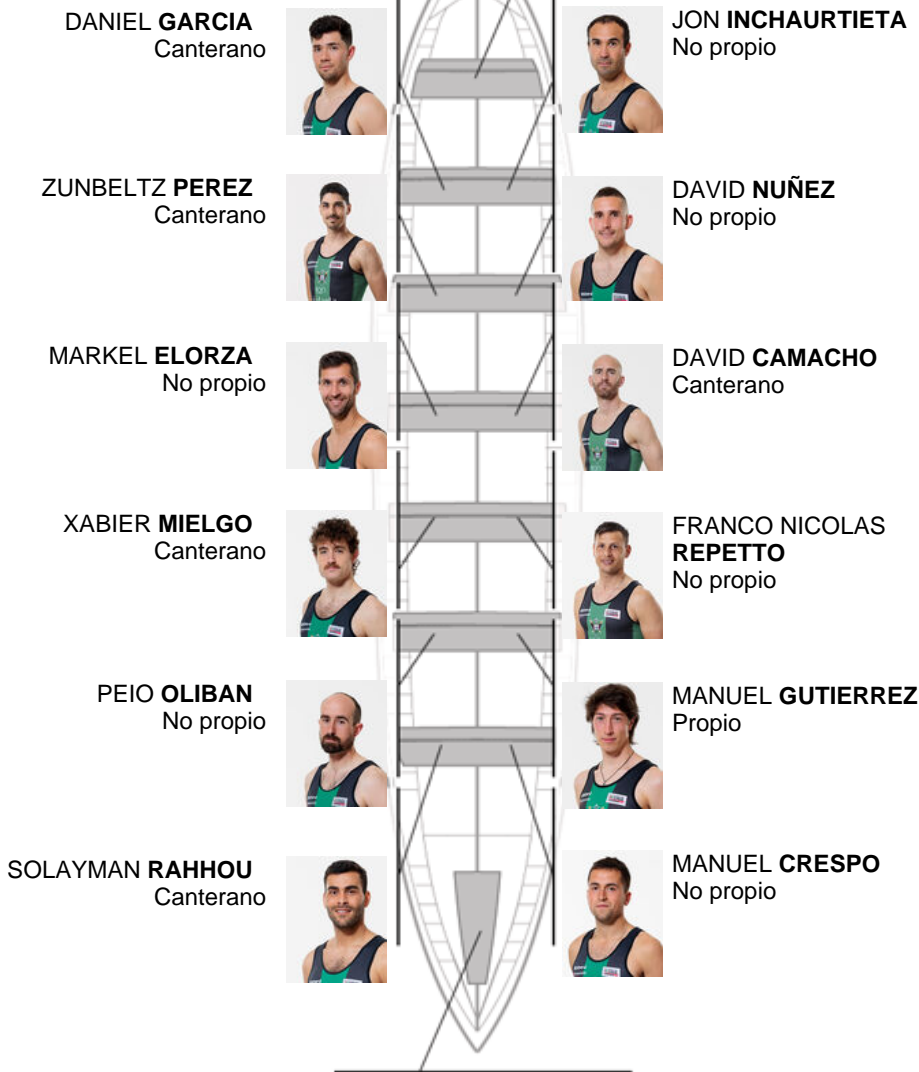 DANIEL GARCIA
Canterano
JON INCHAURTIETA
No propio
ZUNBELTZ PEREZ
Canterano
DAVID NUÑEZ
No propio
MARKEL ELORZA
No propio
DAVID CAMACHO
Canterano
XABIER MIELGO
Canterano
FRANCO NICOLAS
REPETTO
No propio
PEIO OLIBAN
No propio
MANUEL GUTIERREZ
Propio
SOLAYMAN RAHHOU
Canterano
MANUEL CRESPO
No propio